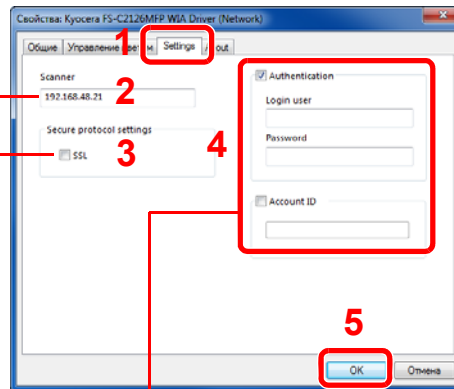 Свойства: Kyocera FS-C2126MFP WIA Driver (Network)
1
Общие Управление Settings
Scanner
192.168.48.21
2
Secure protocol settings
SSL
3
4
Authentication
Login user
Password
Account ID
5
OK Отмена